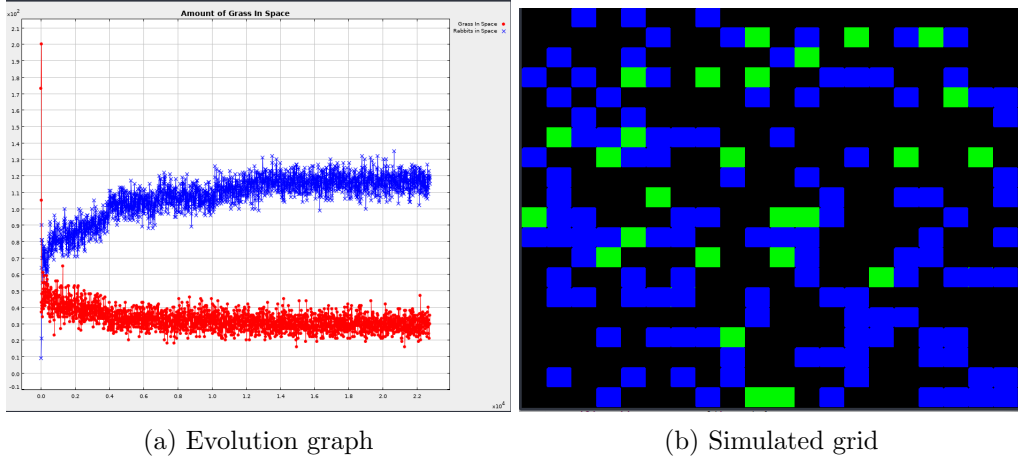 Amount of Grass In Space
x10²
Grass In Space
Rabbits in Space
2.1
2.0
1.9
1.8
1.7
1.6
1.5
1.4
1.3
1.2
1.1
1.0
0.9
0.8
0.7
0.6
0.5
0.4
0.3
0.2
0.1
0.0
-0.1
0.0 0.2 0.4 0.6 0.8 1.0 1.2 1.4 1.6 1.8 2.0 2.2 2.4 2.6
x10⁴
(a) Evolution graph
(b) Simulated grid